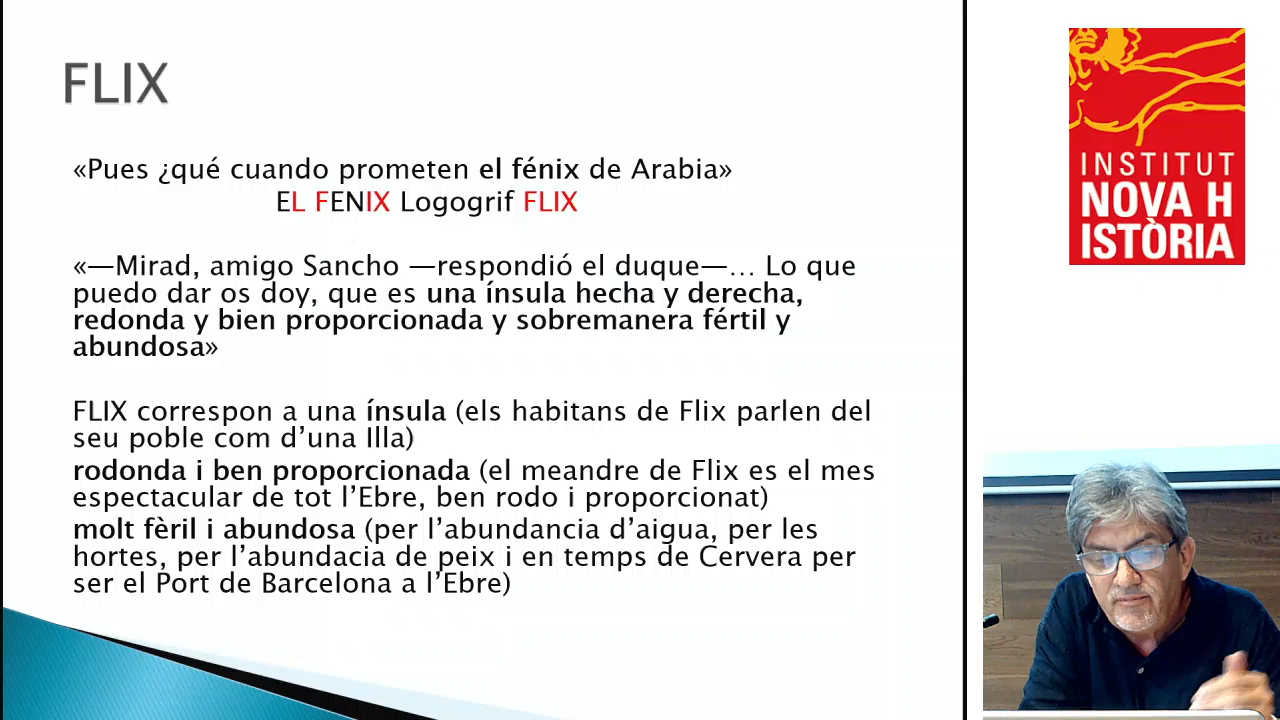 FLIX
«Pues ¿qué cuando prometen el fénix de Arabia»
EL FENIX Logogrif FLIX
«—Mirad, amigo Sancho —respondió el duque—… Lo que
puedo dar os doy, que es una ínsula hecha y derecha,
redonda y bien proporcionada y sobremanera fértil y
abundosa»
FLIX correspon a una ínsula (els habitans de Flix parlen del
seu poble com d’una Illa)
rodonda i ben proporcionada (el meandre de Flix es el mes
espectacular de tot l’Ebre, ben rodo i proporcionat)
molt fèril i abundosa (per l’abundancia d’aigua, per les
hortes, per l’abundacia de peix i en temps de Cervera per
ser el Port de Barcelona a l’Ebre)
INSTITUT
NOVA H
ISTÒRIA